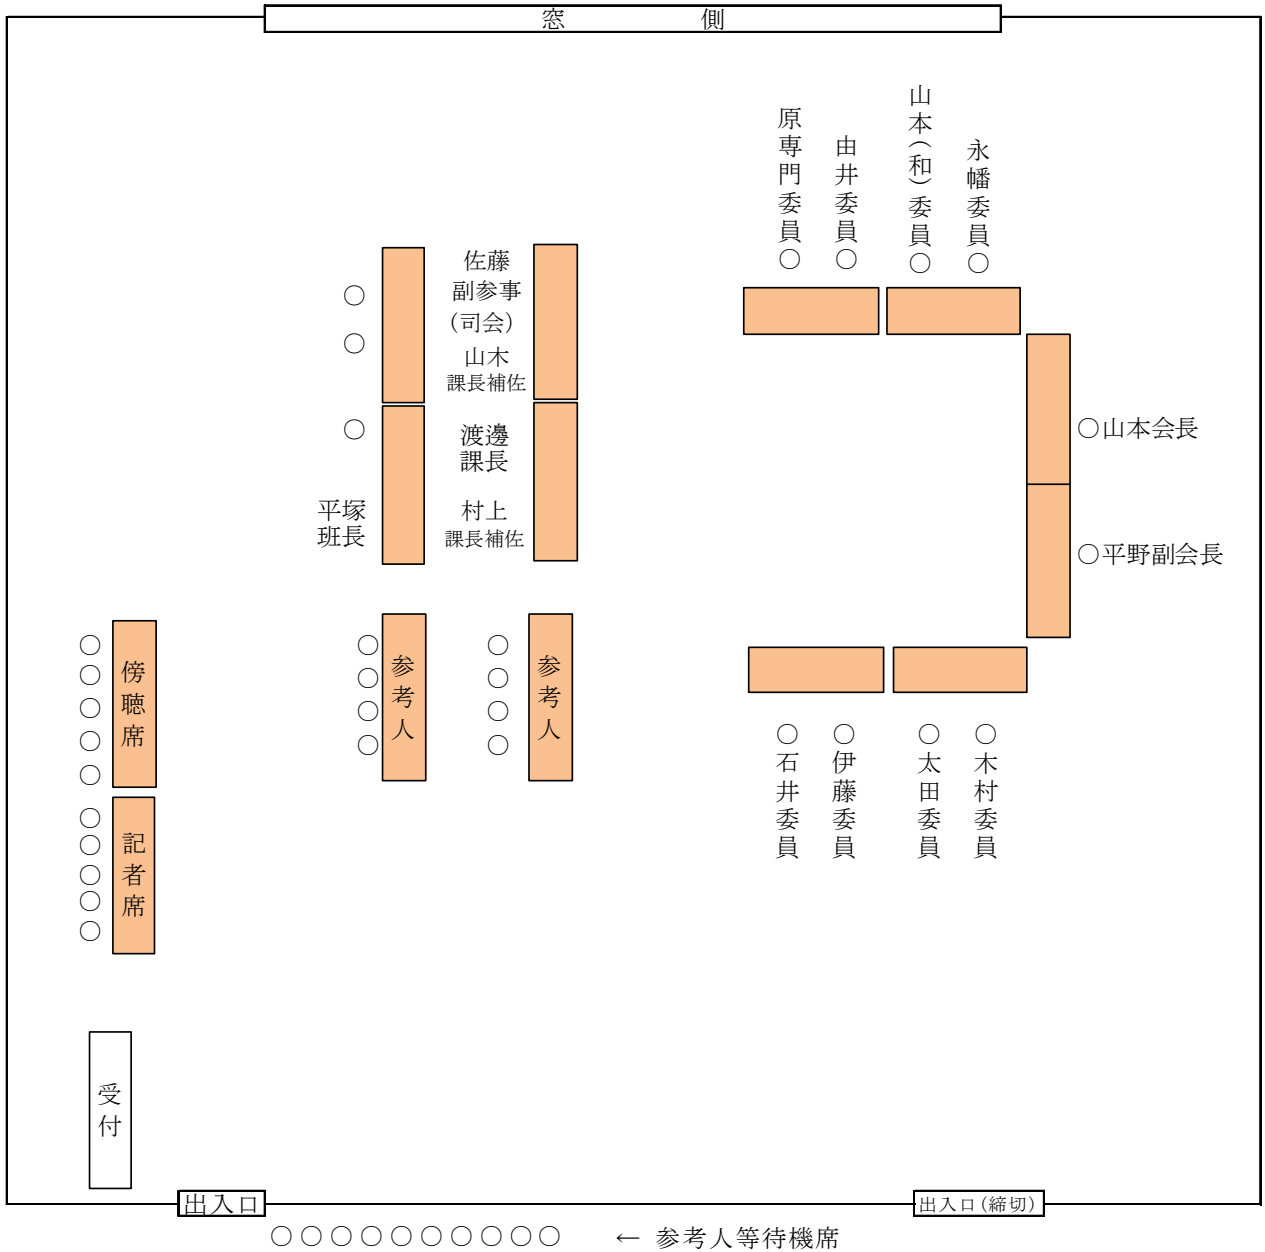 窓側
原専門委員○
由井委員○
山本(和)委員○
永幡委員○
佐藤
副参事
(司会)
山木
課長補佐
渡邊
課長
村上
課長補佐
○
○
○
平塚
班長
○山本会長
○平野副会長
傍聴席
○○○○○
記者席
○○○○○
参考人
○○○○
参考人
○○○○
○石井委員
○伊藤委員
○太田委員
○木村委員
受付
出入口
出入口(締切)
○○○○○○○○○○ ← 参考人等待機席